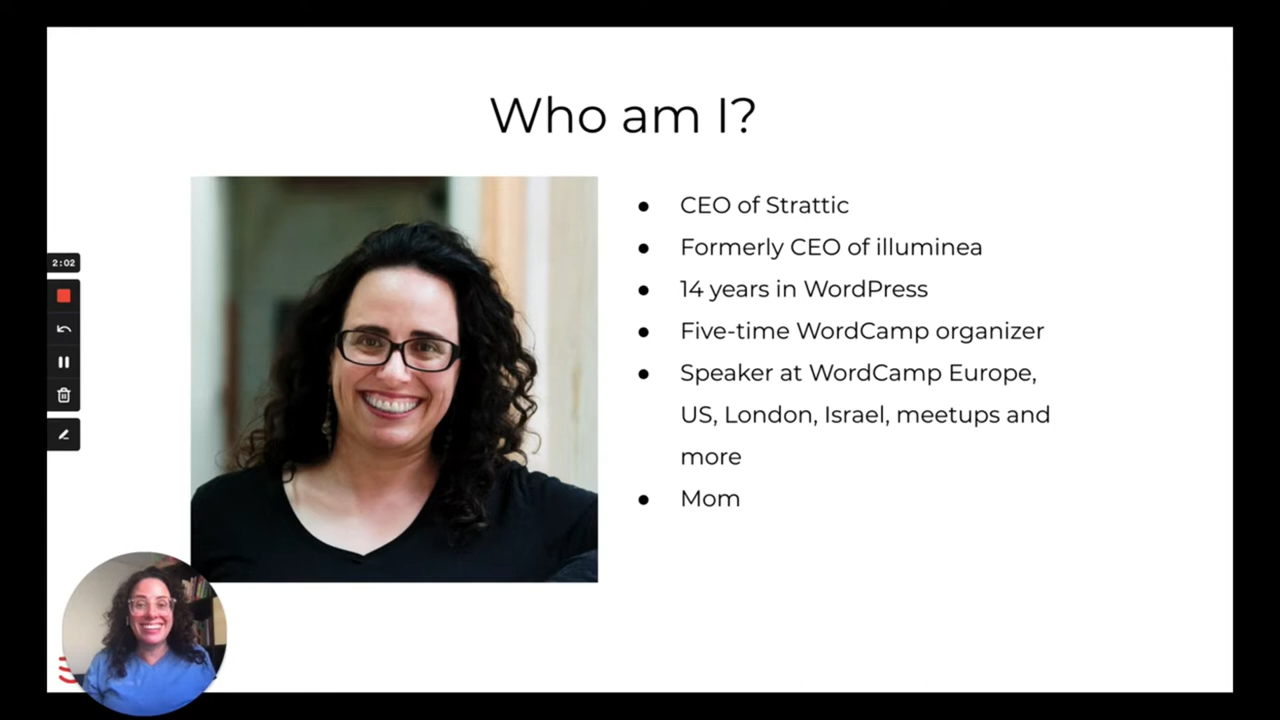 Who am I?
● CEO of Strattic
● Formerly CEO of illuminea
● 14 years in WordPress
● Five-time WordCamp organizer
● Speaker at WordCamp Europe,
US, London, Israel, meetups and
more
● Mom
2:02